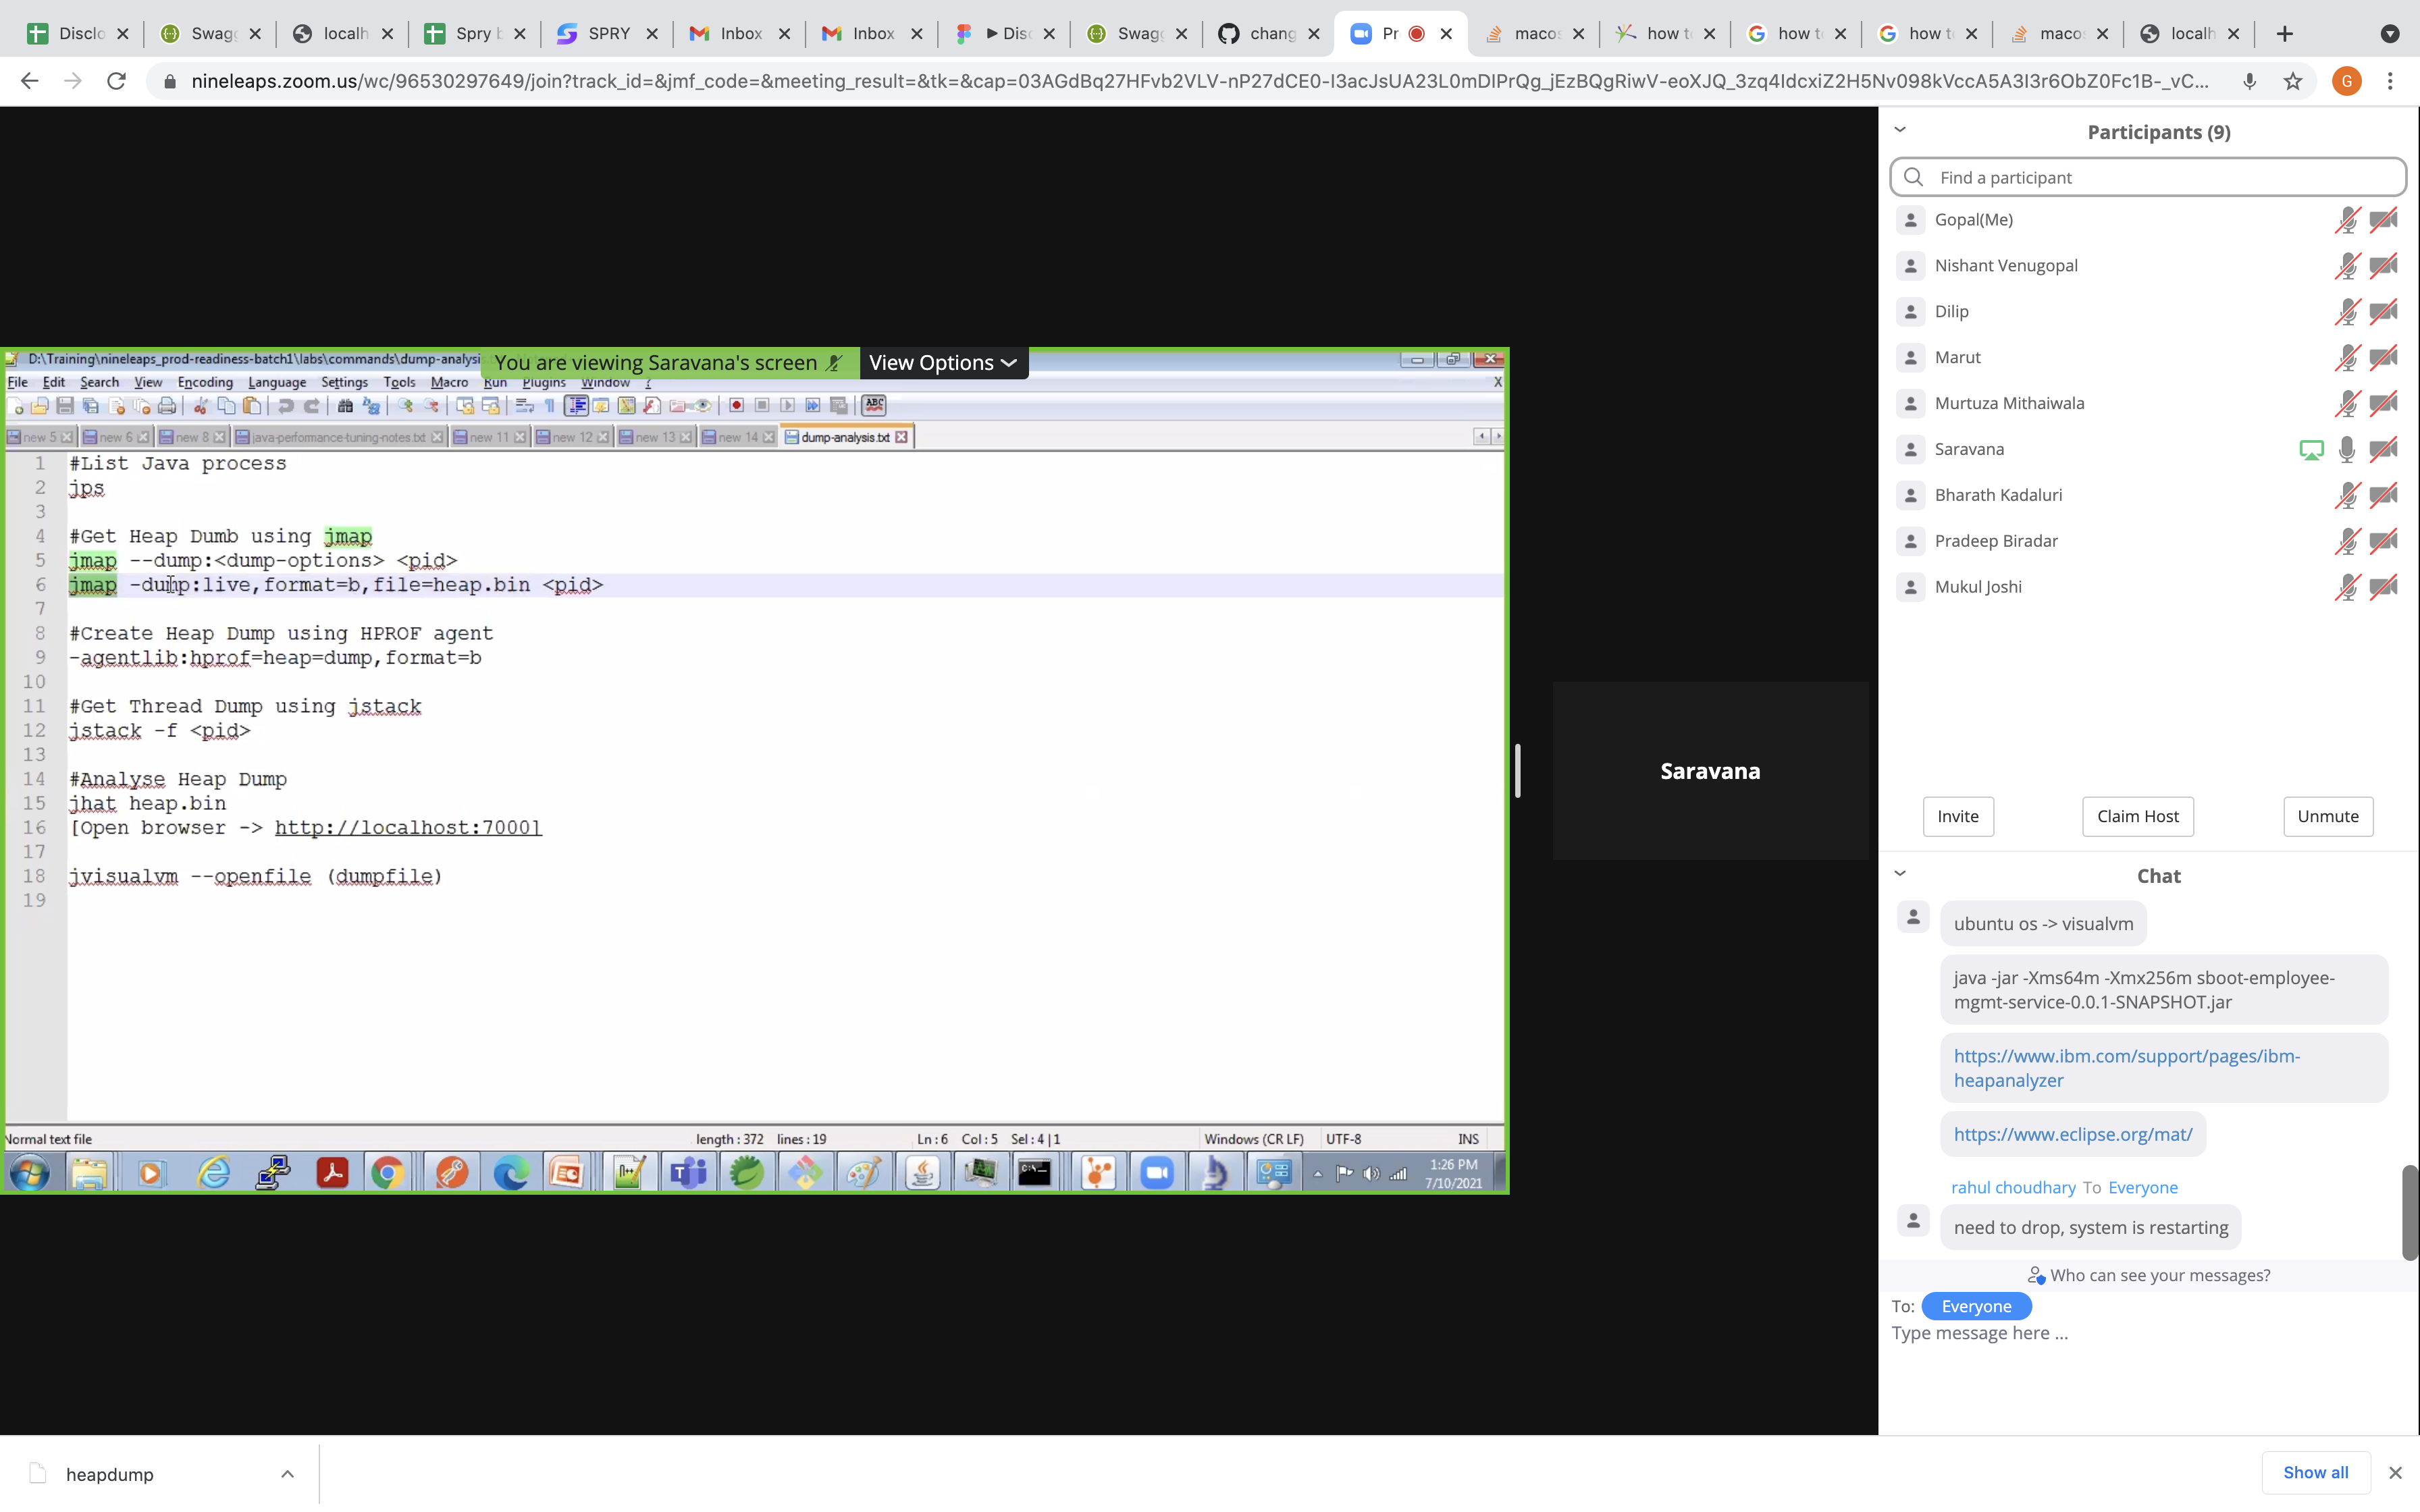 Disclo
Swagg
localh
Spry b
SPRY
Inbox
Inbox
Disc
Swagg
chang
Pr
maco
how t
how t
how t
maco
localh
nineleaps.zoom.us/wc/96530297649/join?track_id=&jmf_code=&meeting_result=&tk=&cap=03AGdBq27HFvb2VLV-nP27dCE0-I3acJsUA23L0mDIPrQg_jEzBQgRiwV-eoXJQ_3zq4IdcxiZ2H5Nv098kVccA5A3I3r6ObZ0Fc1B-_vC...
G
D:\Training\nineleaps_prod-readiness-batch1\labs\commands\dump-analysi
You are viewing Saravana's screen
View Options
File Edit Search View Encoding Language Settings Tools Macro Run Plugins Window ?
new 5
new 6
new 8
java-performance-tuning-notes.txt
new 11
new 12
new 13
new 14
dump-analysis.txt
1 #List Java process
2 jps
3
4 #Get Heap Dumb using jmap
5 jmap --dump:<dump-options> <pid>
6 jmap -dump:live,format=b,file=heap.bin <pid>
7
8 #Create Heap Dump using HPROF agent
9 -agentlib:hprof=heap=dump,format=b
10
11 #Get Thread Dump using jstack
12 jstack -f <pid>
13
14 #Analyse Heap Dump
15 jhat heap.bin
16 [Open browser -> http://localhost:7000]
17
18 jvisualvm --openfile (dumpfile)
19
Normal text file
length : 372 lines : 19
Ln : 6 Col : 5 Sel : 4 | 1
Windows (CR LF)
UTF-8
INS
1:26 PM
7/10/2021
Saravana
Participants (9)
Find a participant
Gopal(Me)
Nishant Venugopal
Dilip
Marut
Murtuza Mithaiwala
Saravana
Bharath Kadaluri
Pradeep Biradar
Mukul Joshi
Invite
Claim Host
Unmute
Chat
ubuntu os -> visualvm
java -jar -Xms64m -Xmx256m sboot-employee-
mgmt-service-0.0.1-SNAPSHOT.jar
https://www.ibm.com/support/pages/ibm-
heapanalyzer
https://www.eclipse.org/mat/
rahul choudhary To Everyone
need to drop, system is restarting
Who can see your messages?
To: Everyone
Type message here ...
heapdump
Show all